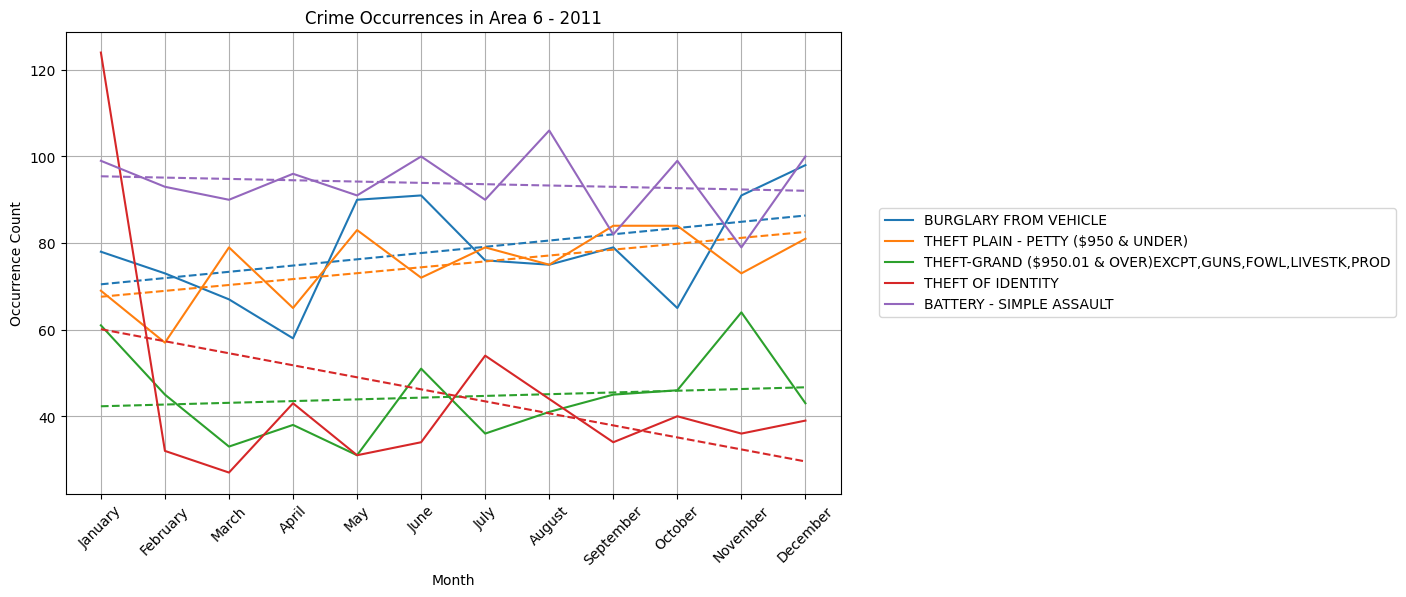 Crime Occurrences in Area 6 - 2011
Occurrence Count
120
100
80
60
40
January
February
March
April
May
June
July
August
September
October
November
December
Month
BURGLARY FROM VEHICLE
THEFT PLAIN - PETTY ($950 & UNDER)
THEFT-GRAND ($950.01 & OVER)EXCPT,GUNS,FOWL,LIVESTK,PROD
THEFT OF IDENTITY
BATTERY - SIMPLE ASSAULT